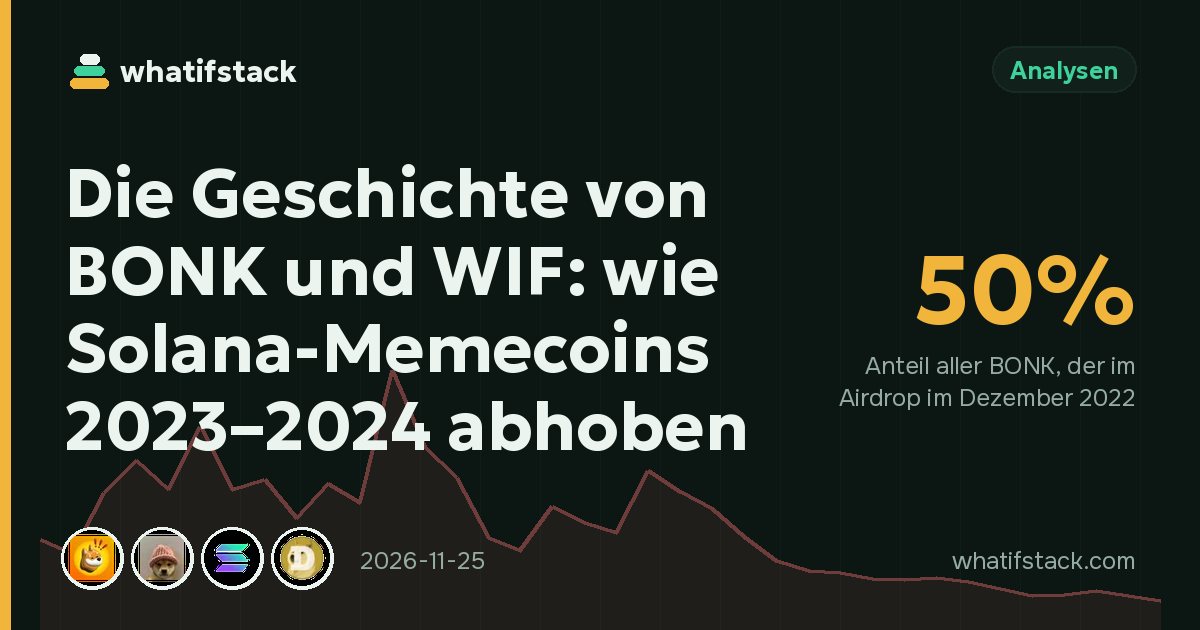 whatifstack
Analysen
Die Geschichte von
BONK und WIF: wie
Solana-Memecoins
2023–2024 abhoben
50%
Anteil aller BONK, der im
Airdrop im Dezember 2022
2026-11-25
whatifstack.com